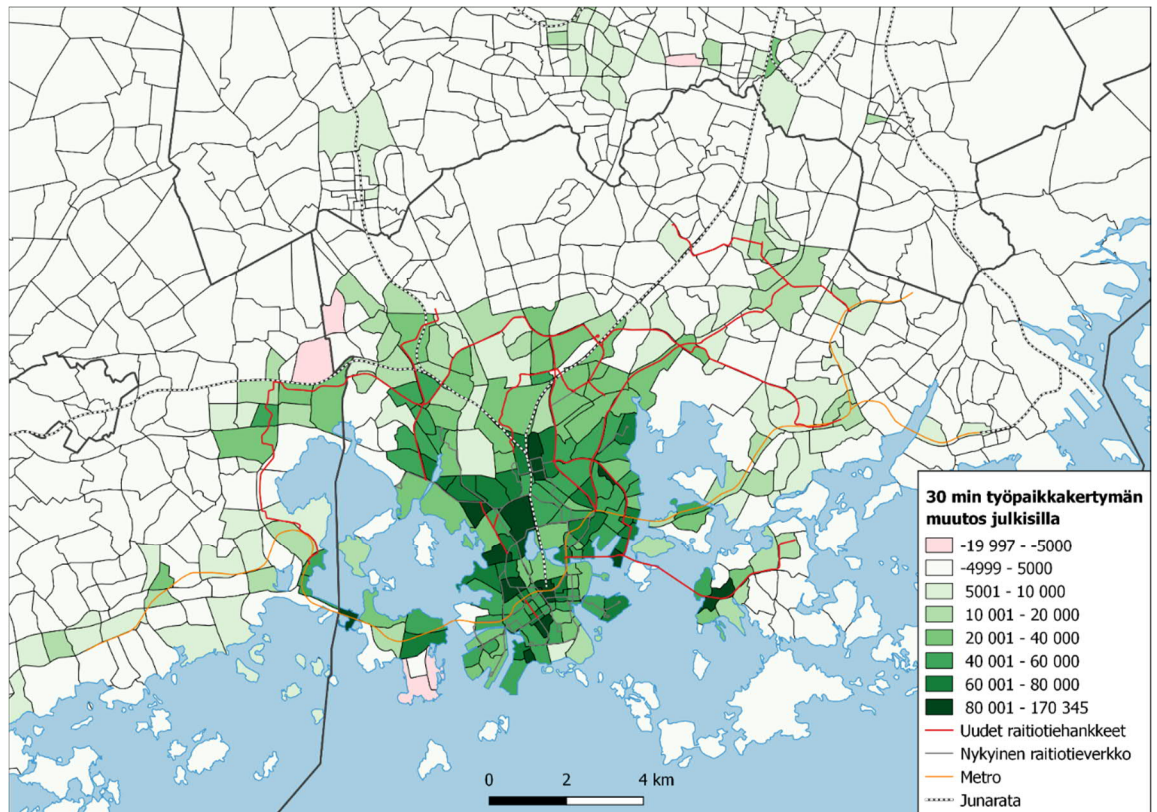 30 min työpaikkakertymän
muutos julkisilla
-19 997 - -5000
-4999 - 5000
5001 - 10 000
10 001 - 20 000
20 001 - 40 000
40 001 - 60 000
60 001 - 80 000
80 001 - 170 345
Uudet raitiotiehankkeet
Nykyinen raitiotieverkko
Metro
Junarata
0 2 4 km